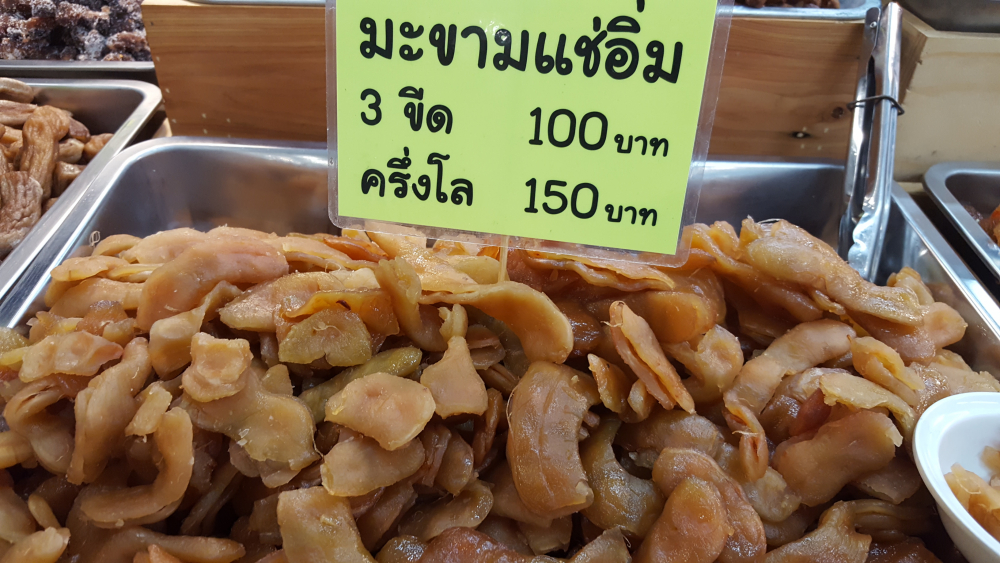 มะขามแช่อิ่ม
3 ขีด 100 บาท
ครึ่งโล 150 บาท